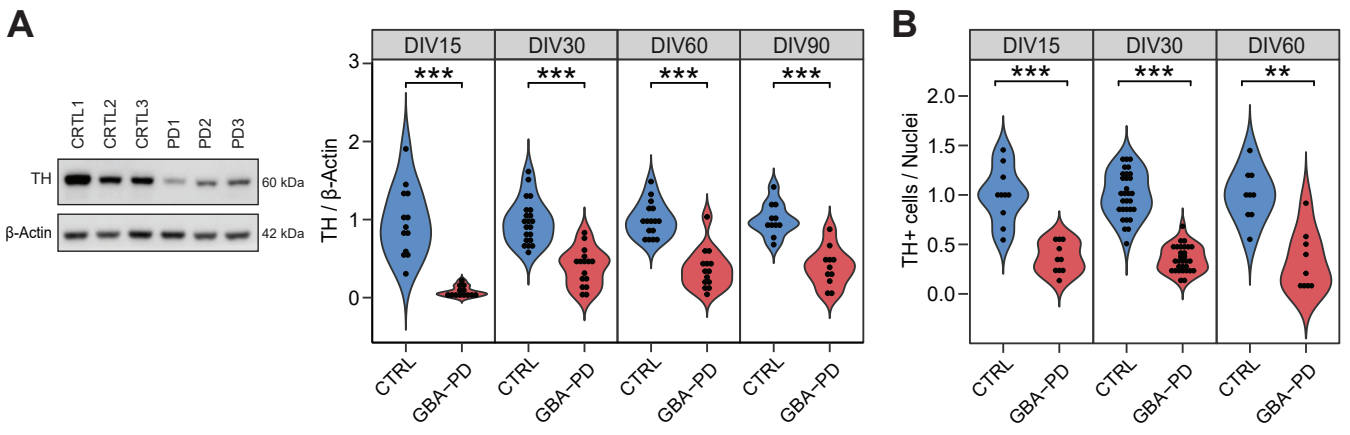 A
CRTL1 CRTL2 CRTL3 PD1 PD2 PD3
TH 60 kDa
β-Actin 42 kDa
DIV15 DIV30 DIV60 DIV90
*** *** *** ***
TH / β-Actin
3
2
1
0
CTRL GBA–PD CTRL GBA–PD CTRL GBA–PD CTRL GBA–PD
B
DIV15 DIV30 DIV60
*** *** **
TH+ cells / Nuclei
2.0
1.5
1.0
0.5
0.0
CTRL GBA–PD CTRL GBA–PD CTRL GBA–PD